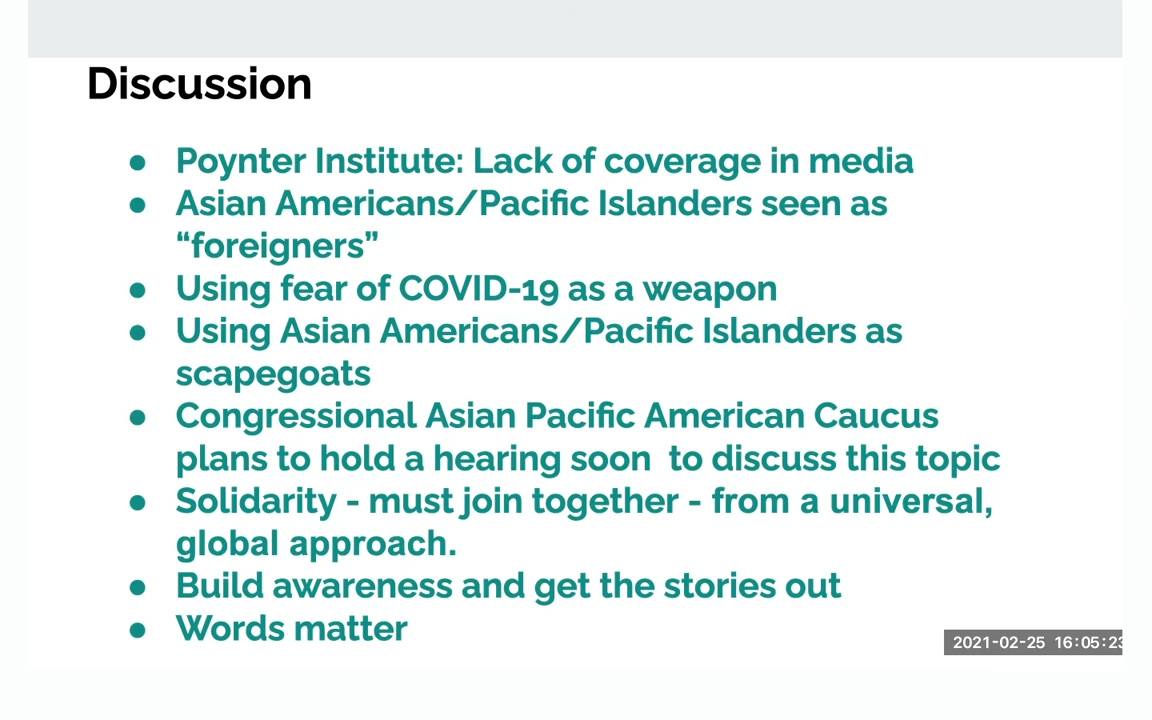 Discussion
● Poynter Institute: Lack of coverage in media
● Asian Americans/Pacific Islanders seen as
“foreigners”
● Using fear of COVID-19 as a weapon
● Using Asian Americans/Pacific Islanders as
scapegoats
● Congressional Asian Pacific American Caucus
plans to hold a hearing soon  to discuss this topic
● Solidarity - must join together - from a universal,
global approach.
● Build awareness and get the stories out
● Words matter
2021-02-25 16:05:23